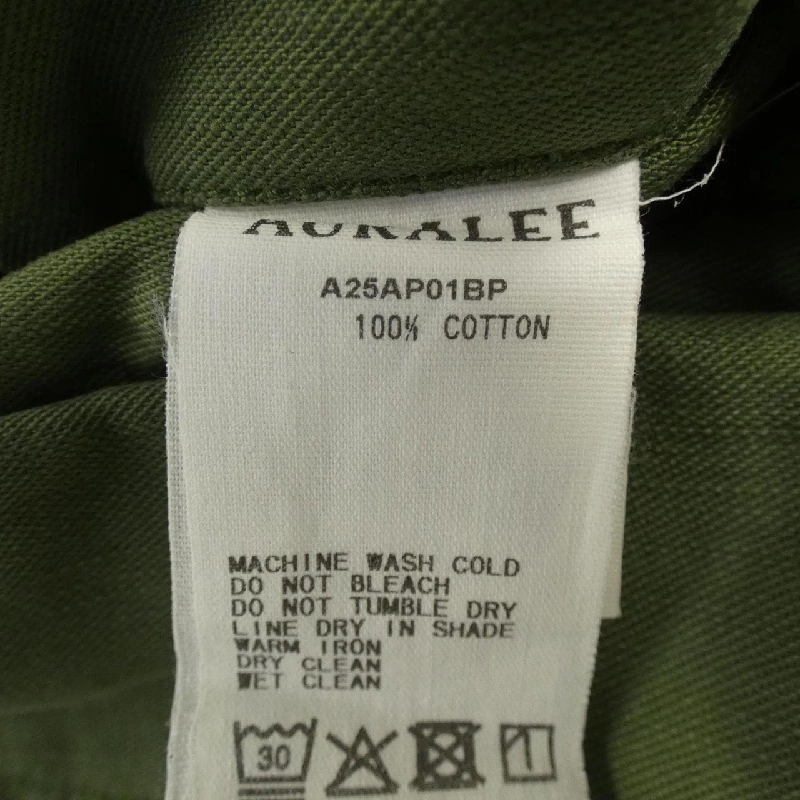 AURALEE
A25AP01BP
100% COTTON
MACHINE WASH COLD
DO NOT BLEACH
DO NOT TUMBLE DRY
LINE DRY IN SHADE
WARM IRON
DRY CLEAN
WET CLEAN
30